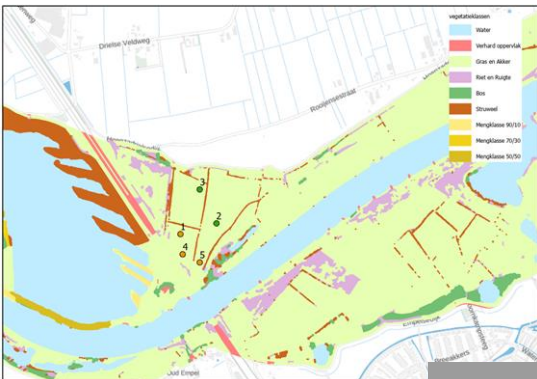 Drielse Veldweg
Rooijensestraat
3
2
1
4
5
Oud Empel
vegetatieklassen
Water
Verhard oppervlak
Gras en Akker
Riet en Ruigte
Bos
Struweel
Mengklasse 90/10
Mengklasse 70/30
Mengklasse 50/50